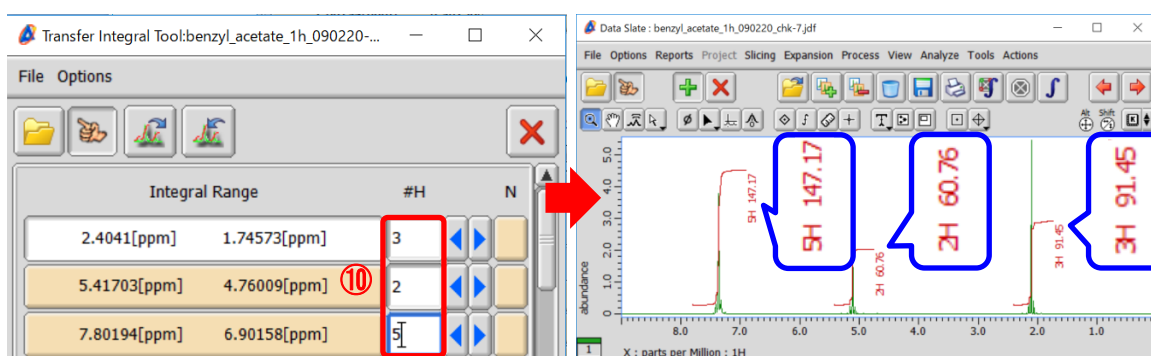 Transfer Integral Tool:benzyl_acetate_1h_090220-...
File Options
Integral Range #H N
2.4041[ppm] 1.74573[ppm] 3
⑩ 5.41703[ppm] 4.76009[ppm] 2
7.80194[ppm] 6.90158[ppm] 5
Data Slate : benzyl_acetate_1h_090220_chk-7.jdf
File Options Reports Project Slicing Expansion Process View Analyze Tools Actions
Alt Shift
abundance
0 1.0 2.0 3.0 4.0 5.0
5H 147.17
5H 147.17
2H 60.76
2H 60.76
3H 91.45
3H 91.45
8.0 7.0 6.0 5.0 4.0 3.0 2.0 1.0
1 X : parts per Million : 1H